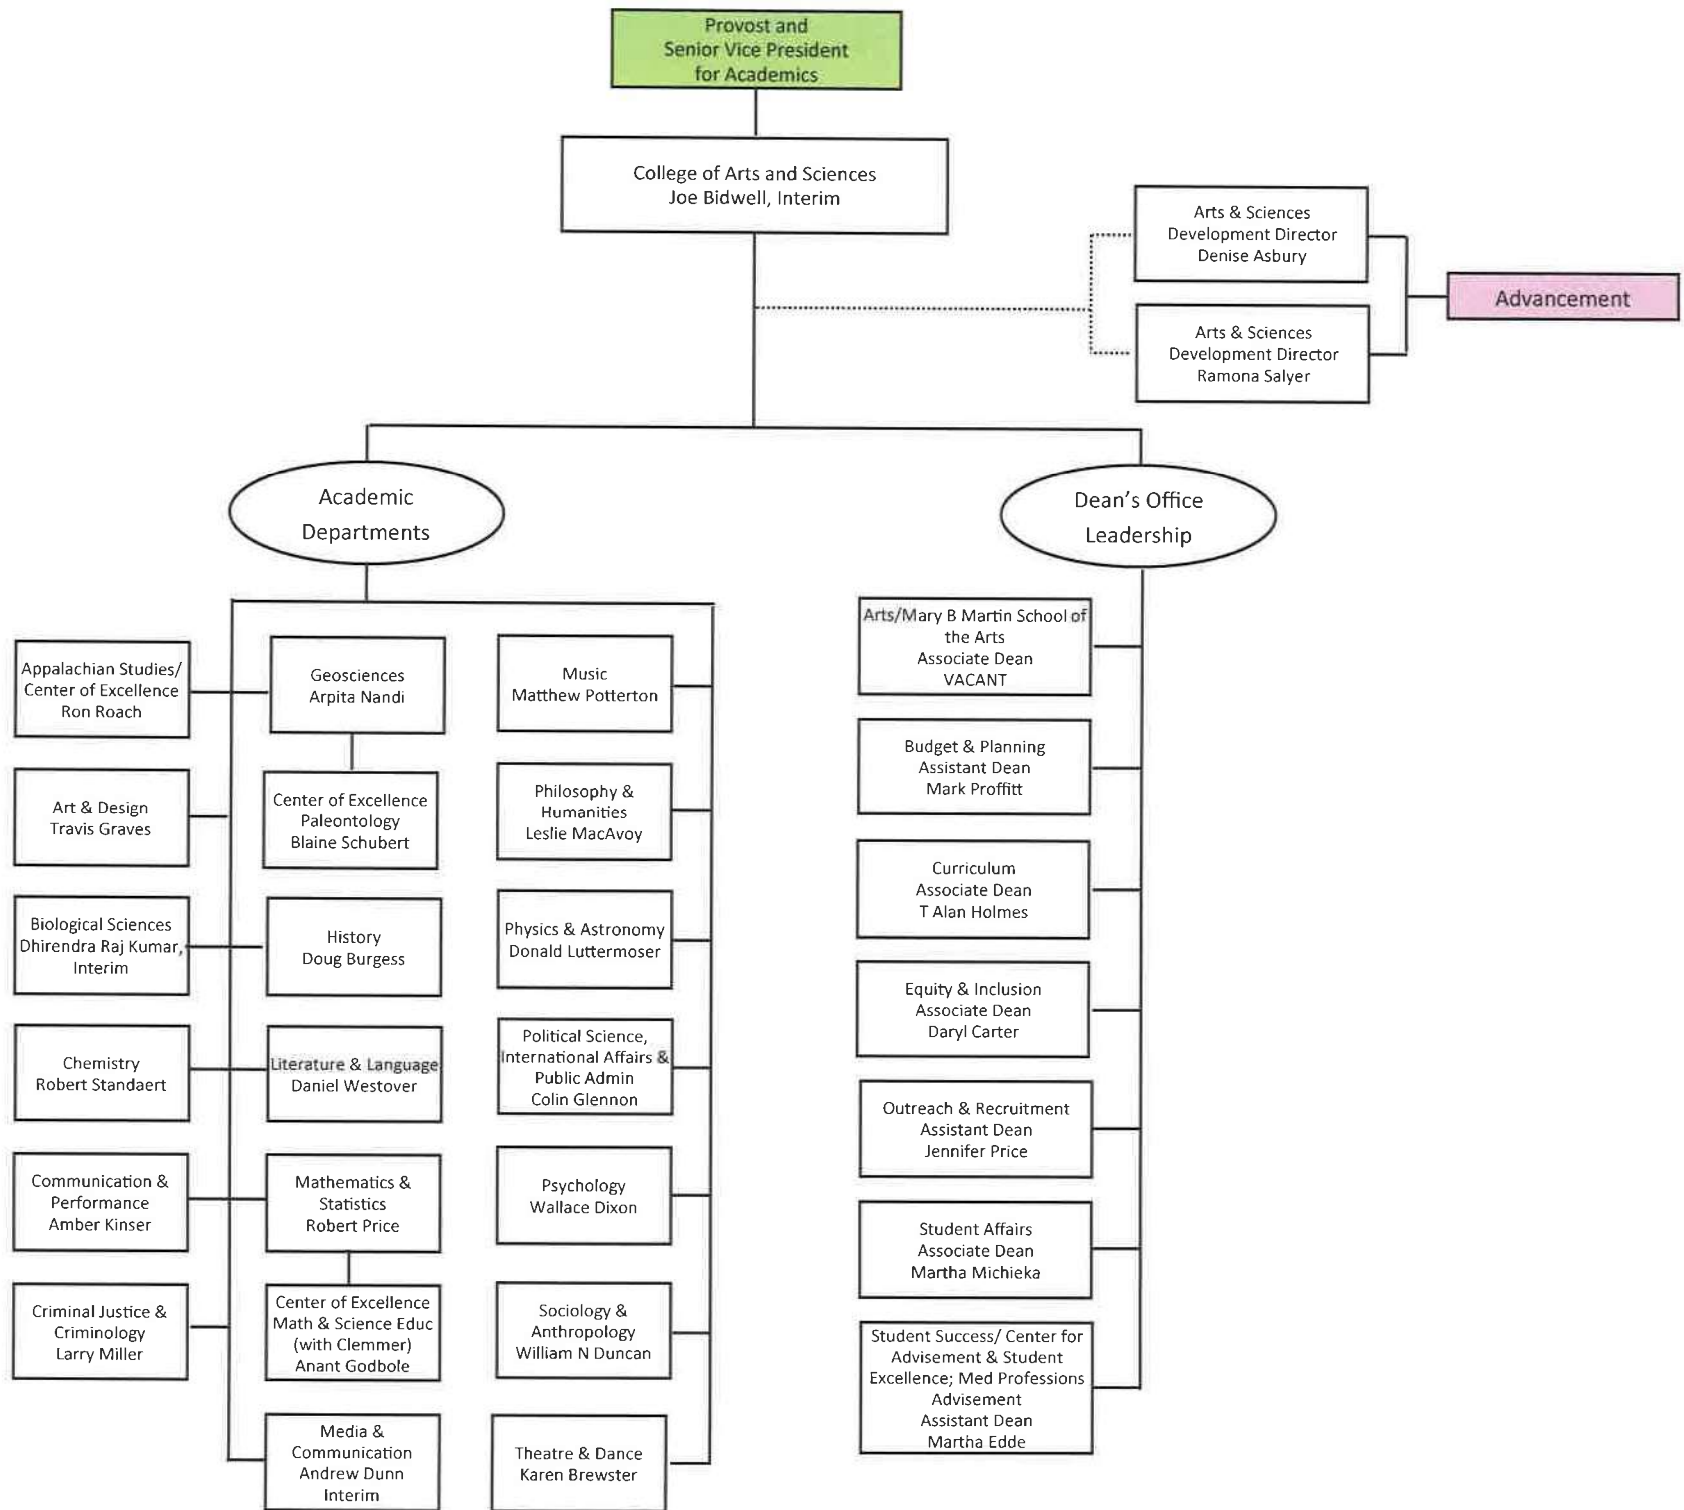 Provost and
Senior Vice President
for Academics
College of Arts and Sciences
Joe Bidwell, Interim
Arts & Sciences
Development Director
Denise Asbury
Advancement
Arts & Sciences
Development Director
Ramona Salyer
Academic
Departments
Dean's Office
Leadership
Appalachian Studies/
Center of Excellence
Ron Roach
Art & Design
Travis Graves
Biological Sciences
Dhirendra Raj Kumar,
Interim
Chemistry
Robert Standaert
Communication &
Performance
Amber Kinser
Criminal Justice &
Criminology
Larry Miller
Geosciences
Arpita Nandi
Center of Excellence
Paleontology
Blaine Schubert
History
Doug Burgess
Literature & Language
Daniel Westover
Mathematics &
Statistics
Robert Price
Center of Excellence
Math & Science Educ
(with Clemmer)
Anant Godbole
Media &
Communication
Andrew Dunn
Interim
Music
Matthew Potterton
Philosophy &
Humanities
Leslie MacAvoy
Physics & Astronomy
Donald Luttermoser
Political Science,
International Affairs &
Public Admin
Colin Glennon
Psychology
Wallace Dixon
Sociology &
Anthropology
William N Duncan
Theatre & Dance
Karen Brewster
Arts/Mary B Martin School of
the Arts
Associate Dean
VACANT
Budget & Planning
Assistant Dean
Mark Proffitt
Curriculum
Associate Dean
T Alan Holmes
Equity & Inclusion
Associate Dean
Daryl Carter
Outreach & Recruitment
Assistant Dean
Jennifer Price
Student Affairs
Associate Dean
Martha Michieka
Student Success/ Center for
Advisement & Student
Excellence; Med Professions
Advisement
Assistant Dean
Martha Edde